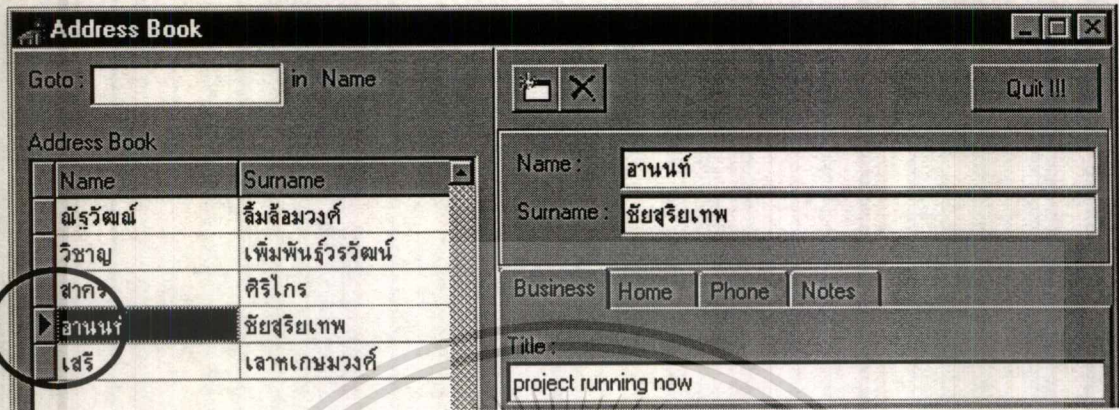 Address Book
Goto : in Name
Quit !!!
Address Book
Name Surname
ณัฐวัฒณ์ ลิ้มล้อมวงศ์
วิชาญ เพิ่มพันธุ์วรวัฒน์
สาคร ศิริไกร
อานนท์ ชัยสุริยเทพ
เสรี เลาหเกษมวงศ์
Name : อานนท์
Surname : ชัยสุริยเทพ
Business Home Phone Notes
Title :
project running now